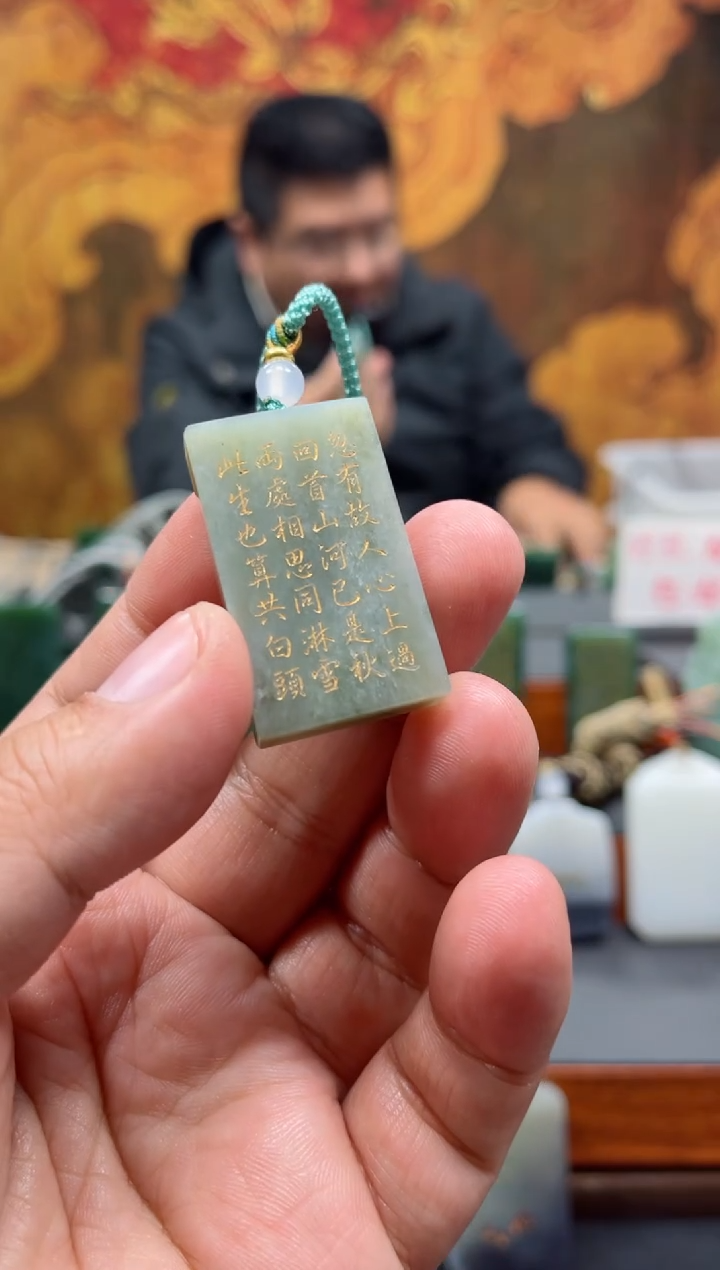 忽有故人心上過
回首山河已是秋
兩處相思同淋雪
此生也算共白頭